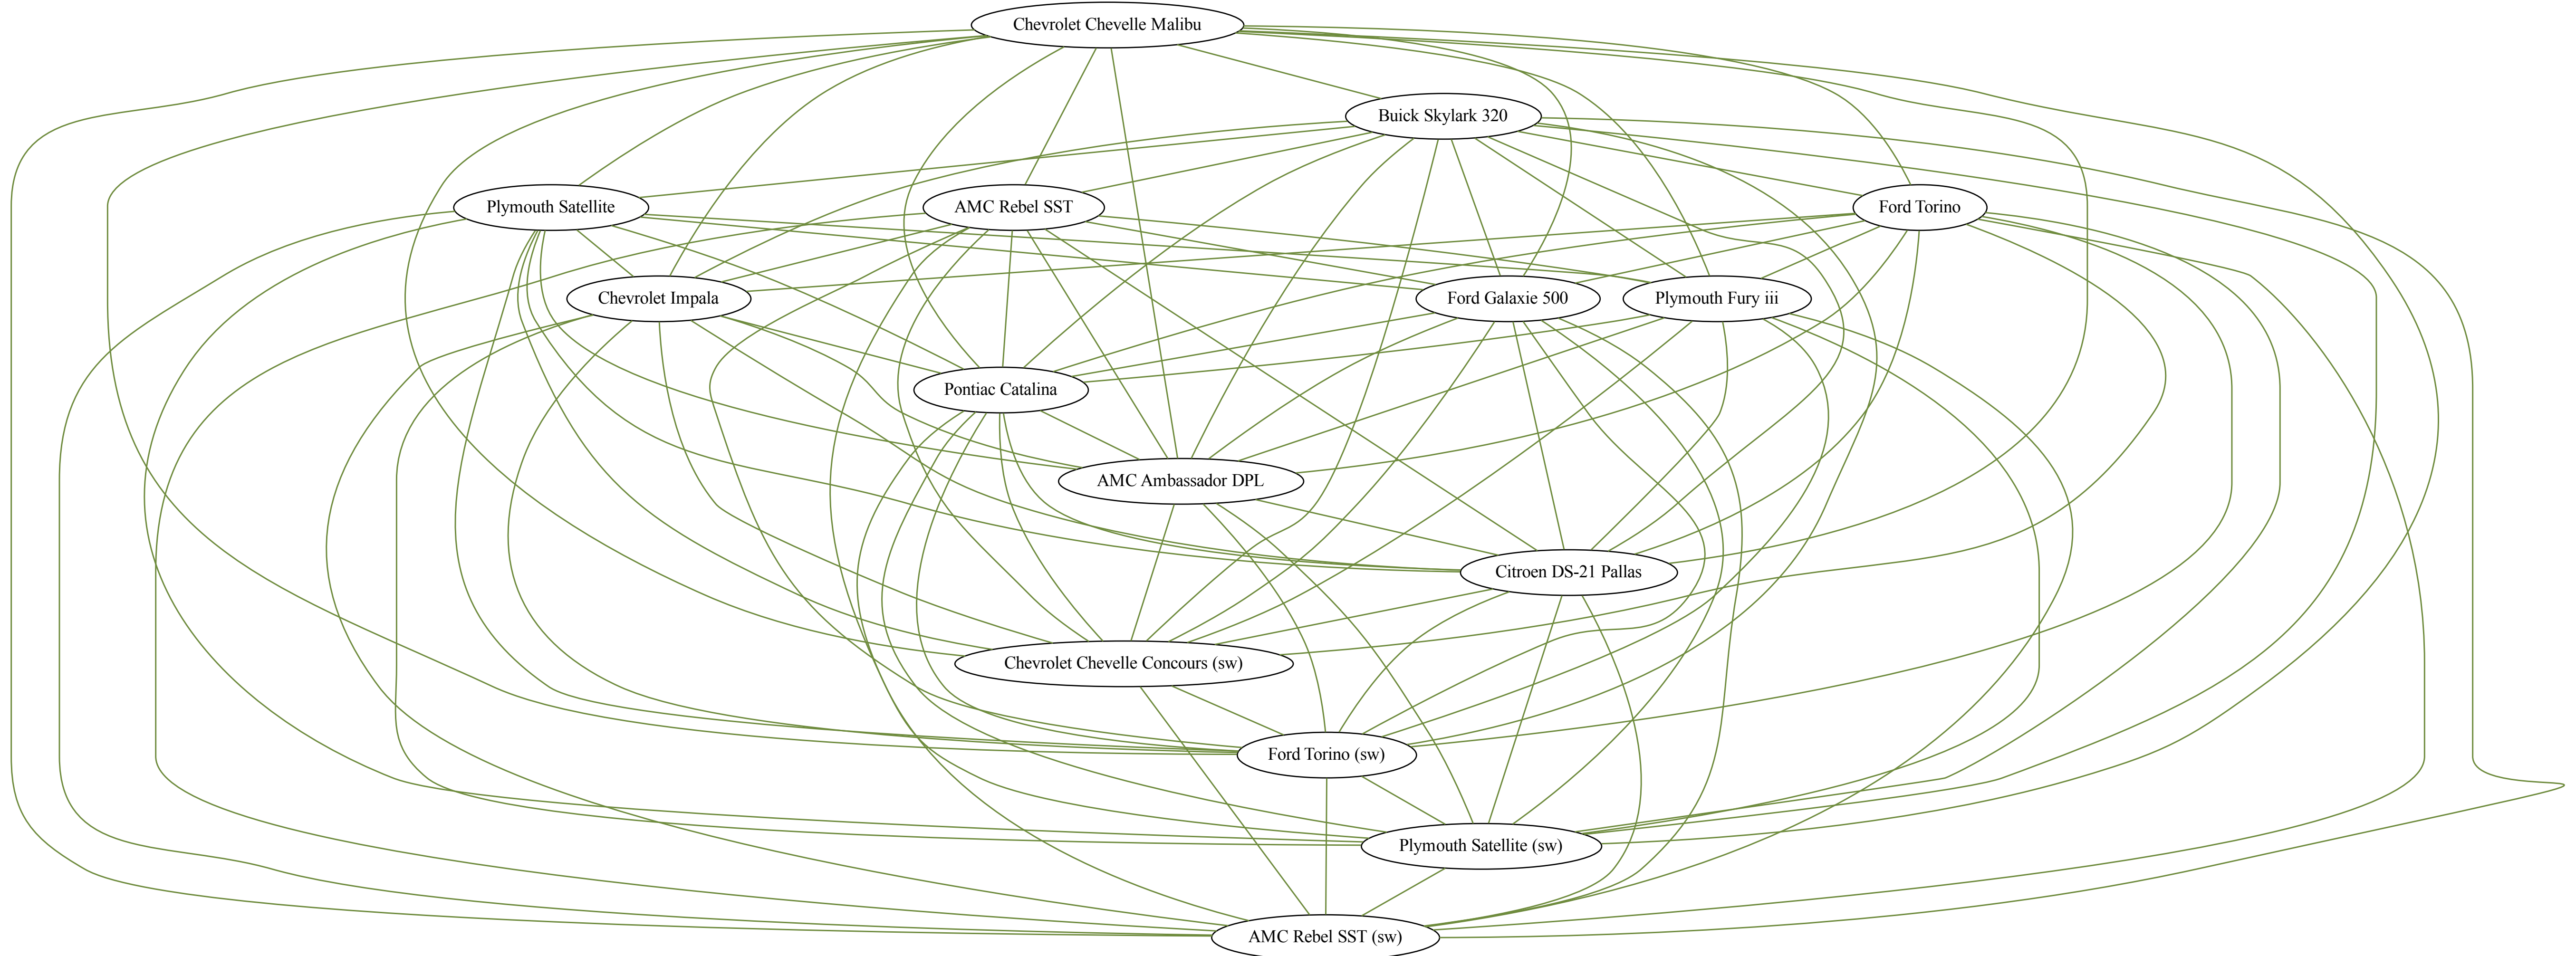 Chevrolet Chevelle Malibu
Buick Skylark 320
Plymouth Satellite
AMC Rebel SST
Ford Torino
Chevrolet Impala
Ford Galaxie 500
Plymouth Fury iii
Pontiac Catalina
AMC Ambassador DPL
Citroen DS-21 Pallas
Chevrolet Chevelle Concours (sw)
Ford Torino (sw)
Plymouth Satellite (sw)
AMC Rebel SST (sw)